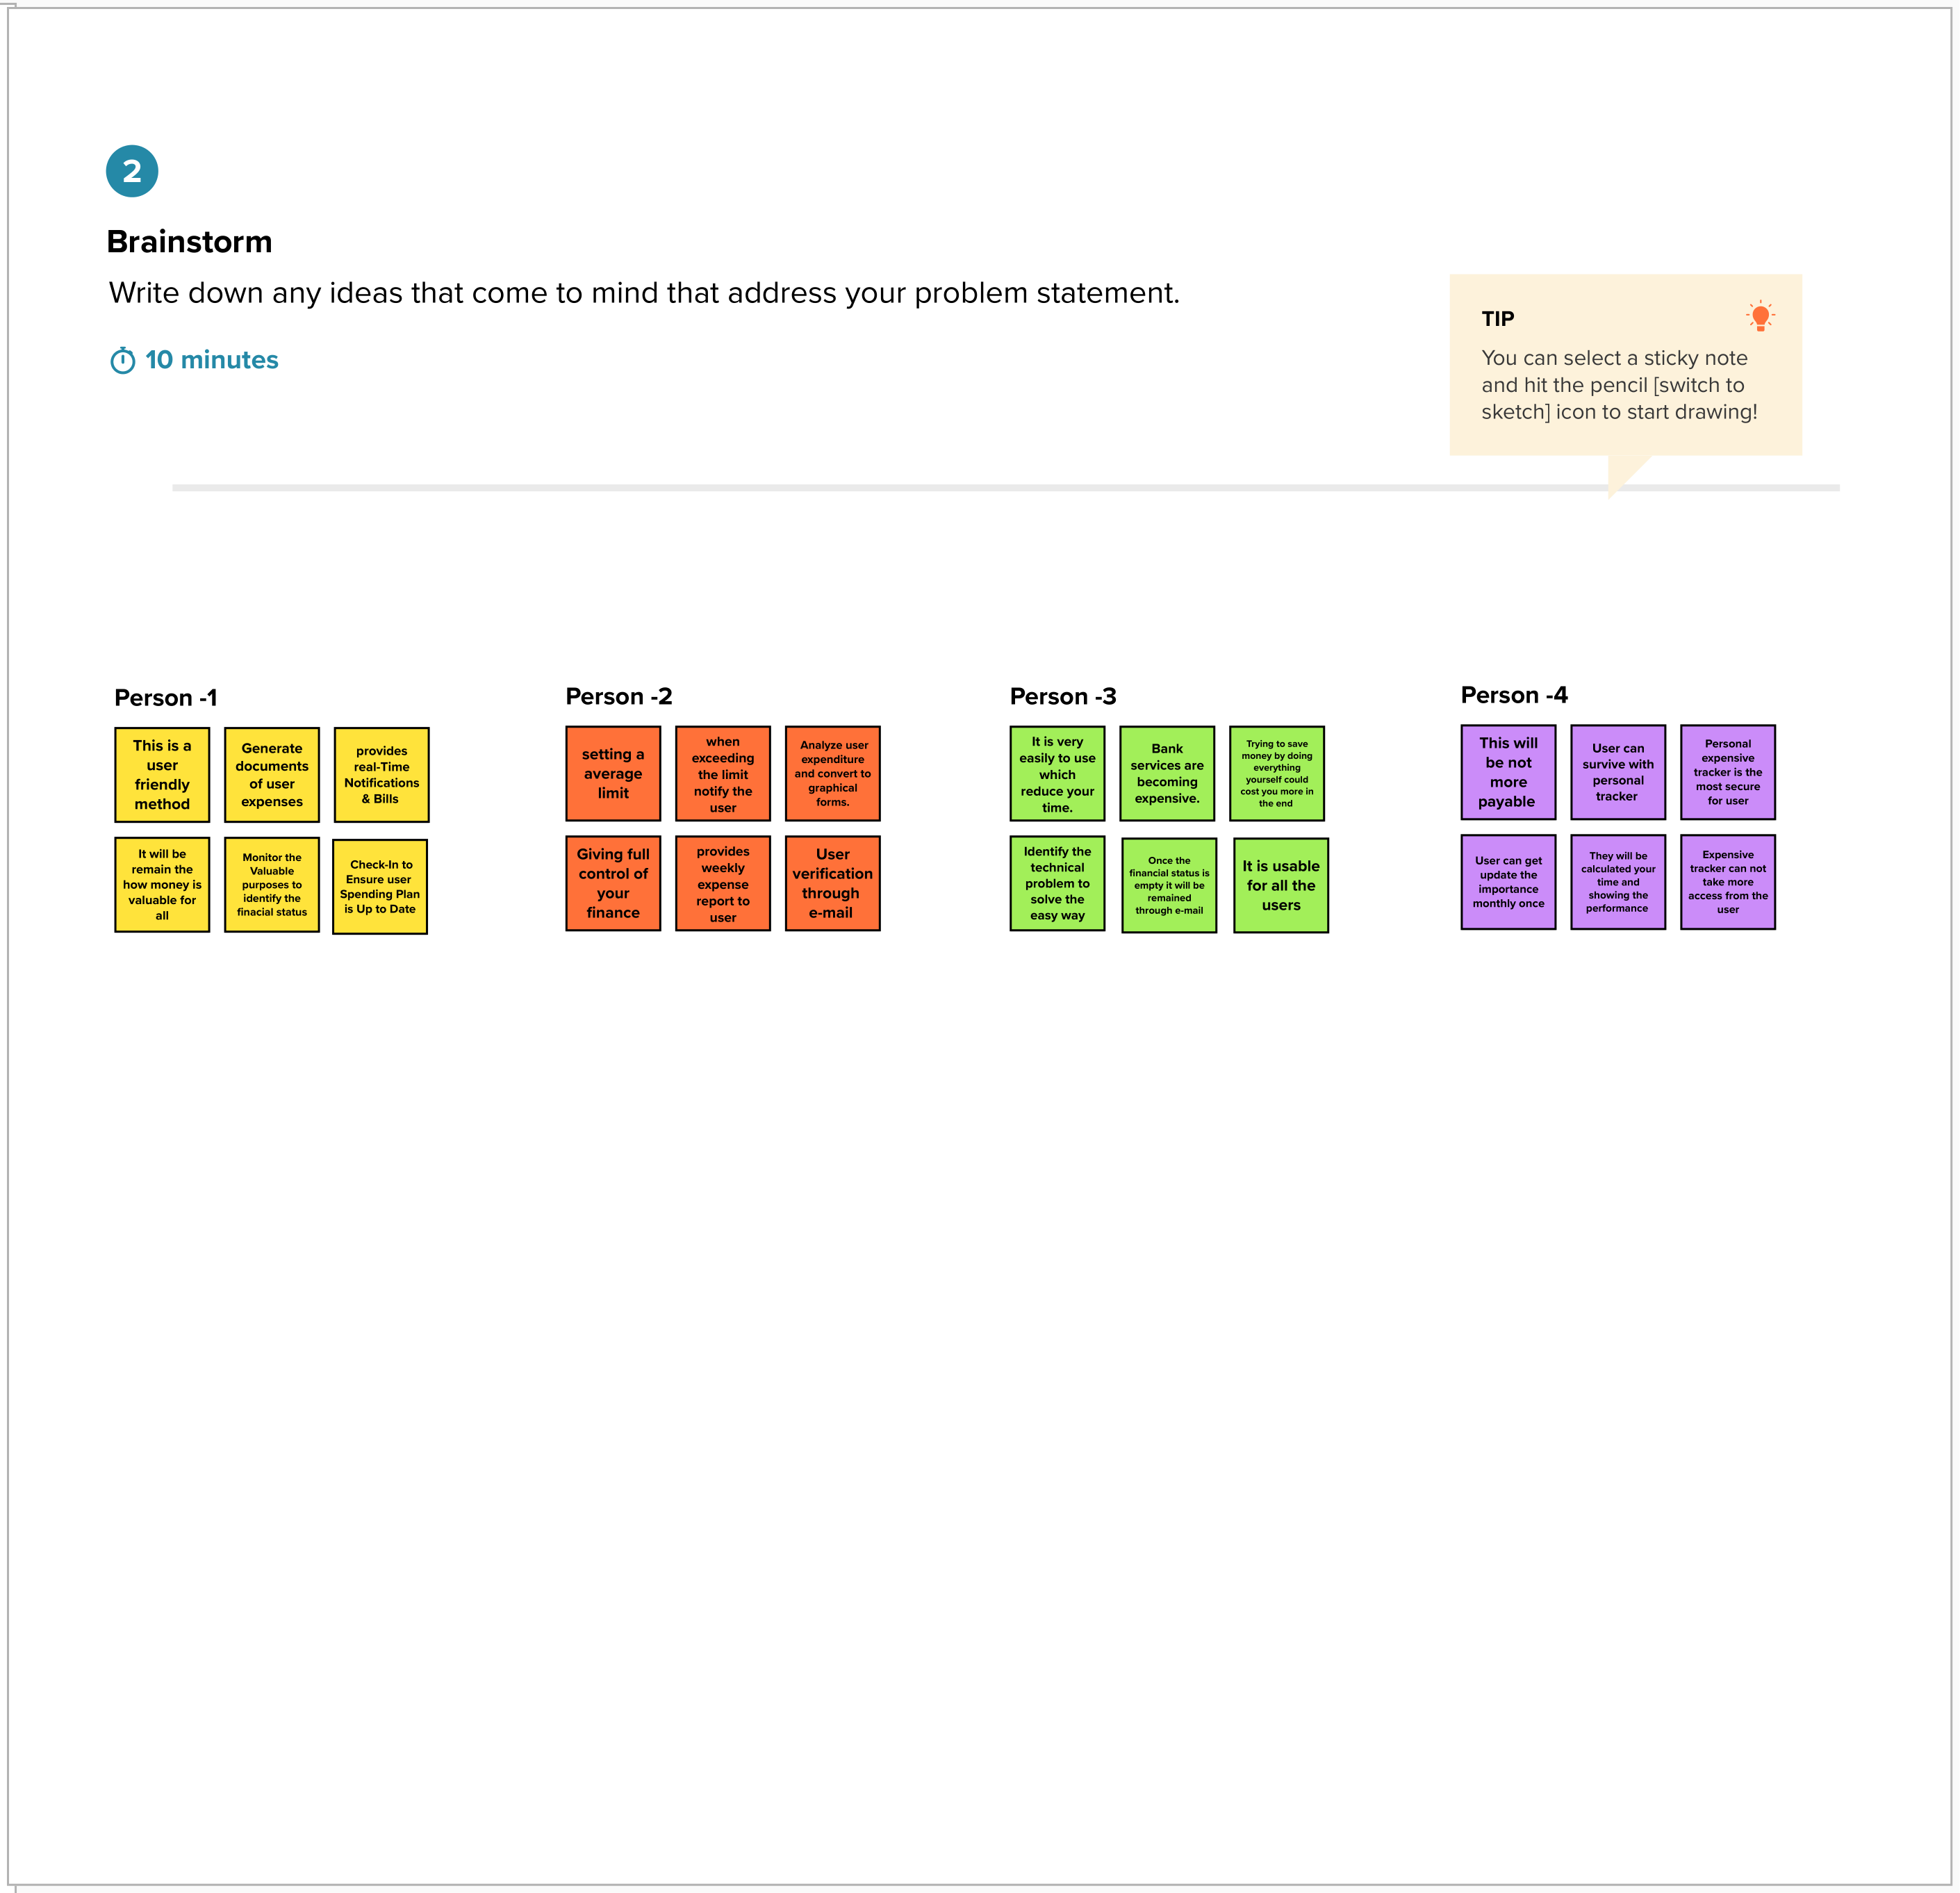 2
Brainstorm
Write down any ideas that come to mind that address your problem statement.
10 minutes
TIP
You can select a sticky note
and hit the pencil [switch to
sketch] icon to start drawing!
Person -1
This is a
user
friendly
method
Generate
documents
of user
expenses
provides
real-Time
Notifications
& Bills
It will be
remain the
how money is
valuable for
all
Monitor the
Valuable
purposes to
identify the
finacial status
Check-In to
Ensure user
Spending Plan
is Up to Date
Person -2
setting a
average
limit
when
exceeding
the limit
notify the
user
Analyze user
expenditure
and convert to
graphical
forms.
Giving full
control of
your
finance
provides
weekly
expense
report to
user
User
verification
through
e-mail
Person -3
It is very
easily to use
which
reduce your
time.
Bank
services are
becoming
expensive.
Trying to save
money by doing
everything
yourself could
cost you more in
the end
Identify the
technical
problem to
solve the
easy way
Once the
financial status is
empty it will be
remained
through e-mail
It is usable
for all the
users
Person -4
This will
be not
more
payable
User can
survive with
personal
tracker
Personal
expensive
tracker is the
most secure
for user
User can get
update the
importance
monthly once
They will be
calculated your
time and
showing the
performance
Expensive
tracker can not
take more
access from the
user